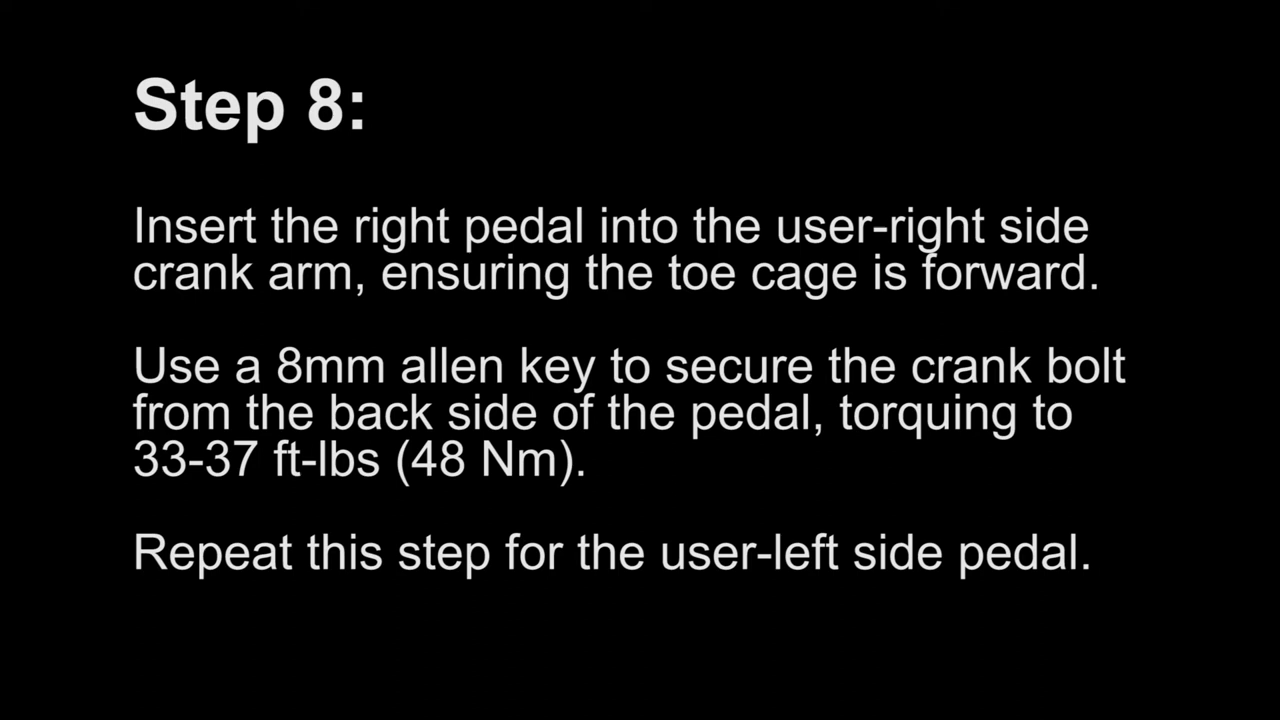 Step 8:
Insert the right pedal into the user-right side
crank arm, ensuring the toe cage is forward.
Use a 8mm allen key to secure the crank bolt
from the back side of the pedal, torquing to
33-37 ft-lbs (48 Nm).
Repeat this step for the user-left side pedal.